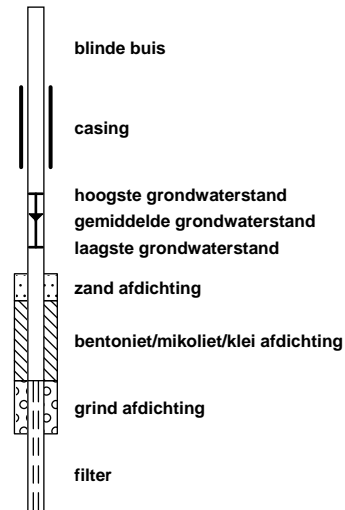 blinde buis
casing
hoogste grondwaterstand
gemiddelde grondwaterstand
laagste grondwaterstand
zand afdichting
bentoniet/mikoliet/klei afdichting
grind afdichting
filter